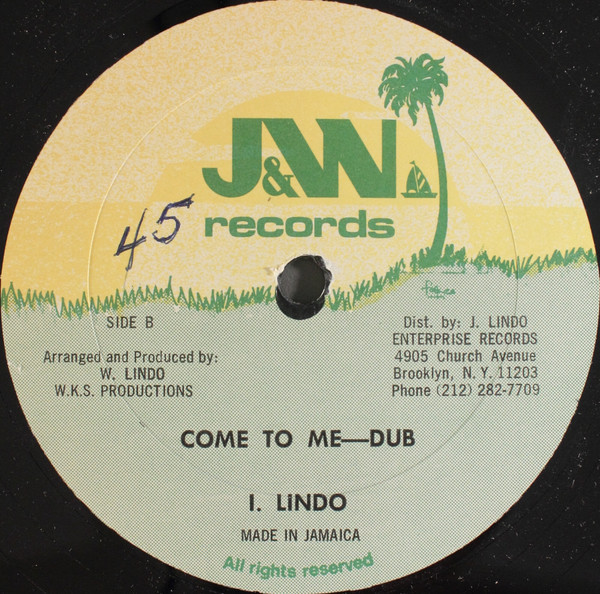 J&W
records
45
SIDE B
Arranged and Produced by:
W. LINDO
W.K.S. PRODUCTIONS
Dist. by: J. LINDO
ENTERPRISE RECORDS
4905 Church Avenue
Brooklyn, N. Y. 11203
Phone (212) 282-7709
COME TO ME—DUB
I. LiNDO
MADE IN JAMAICA
All rights reserved